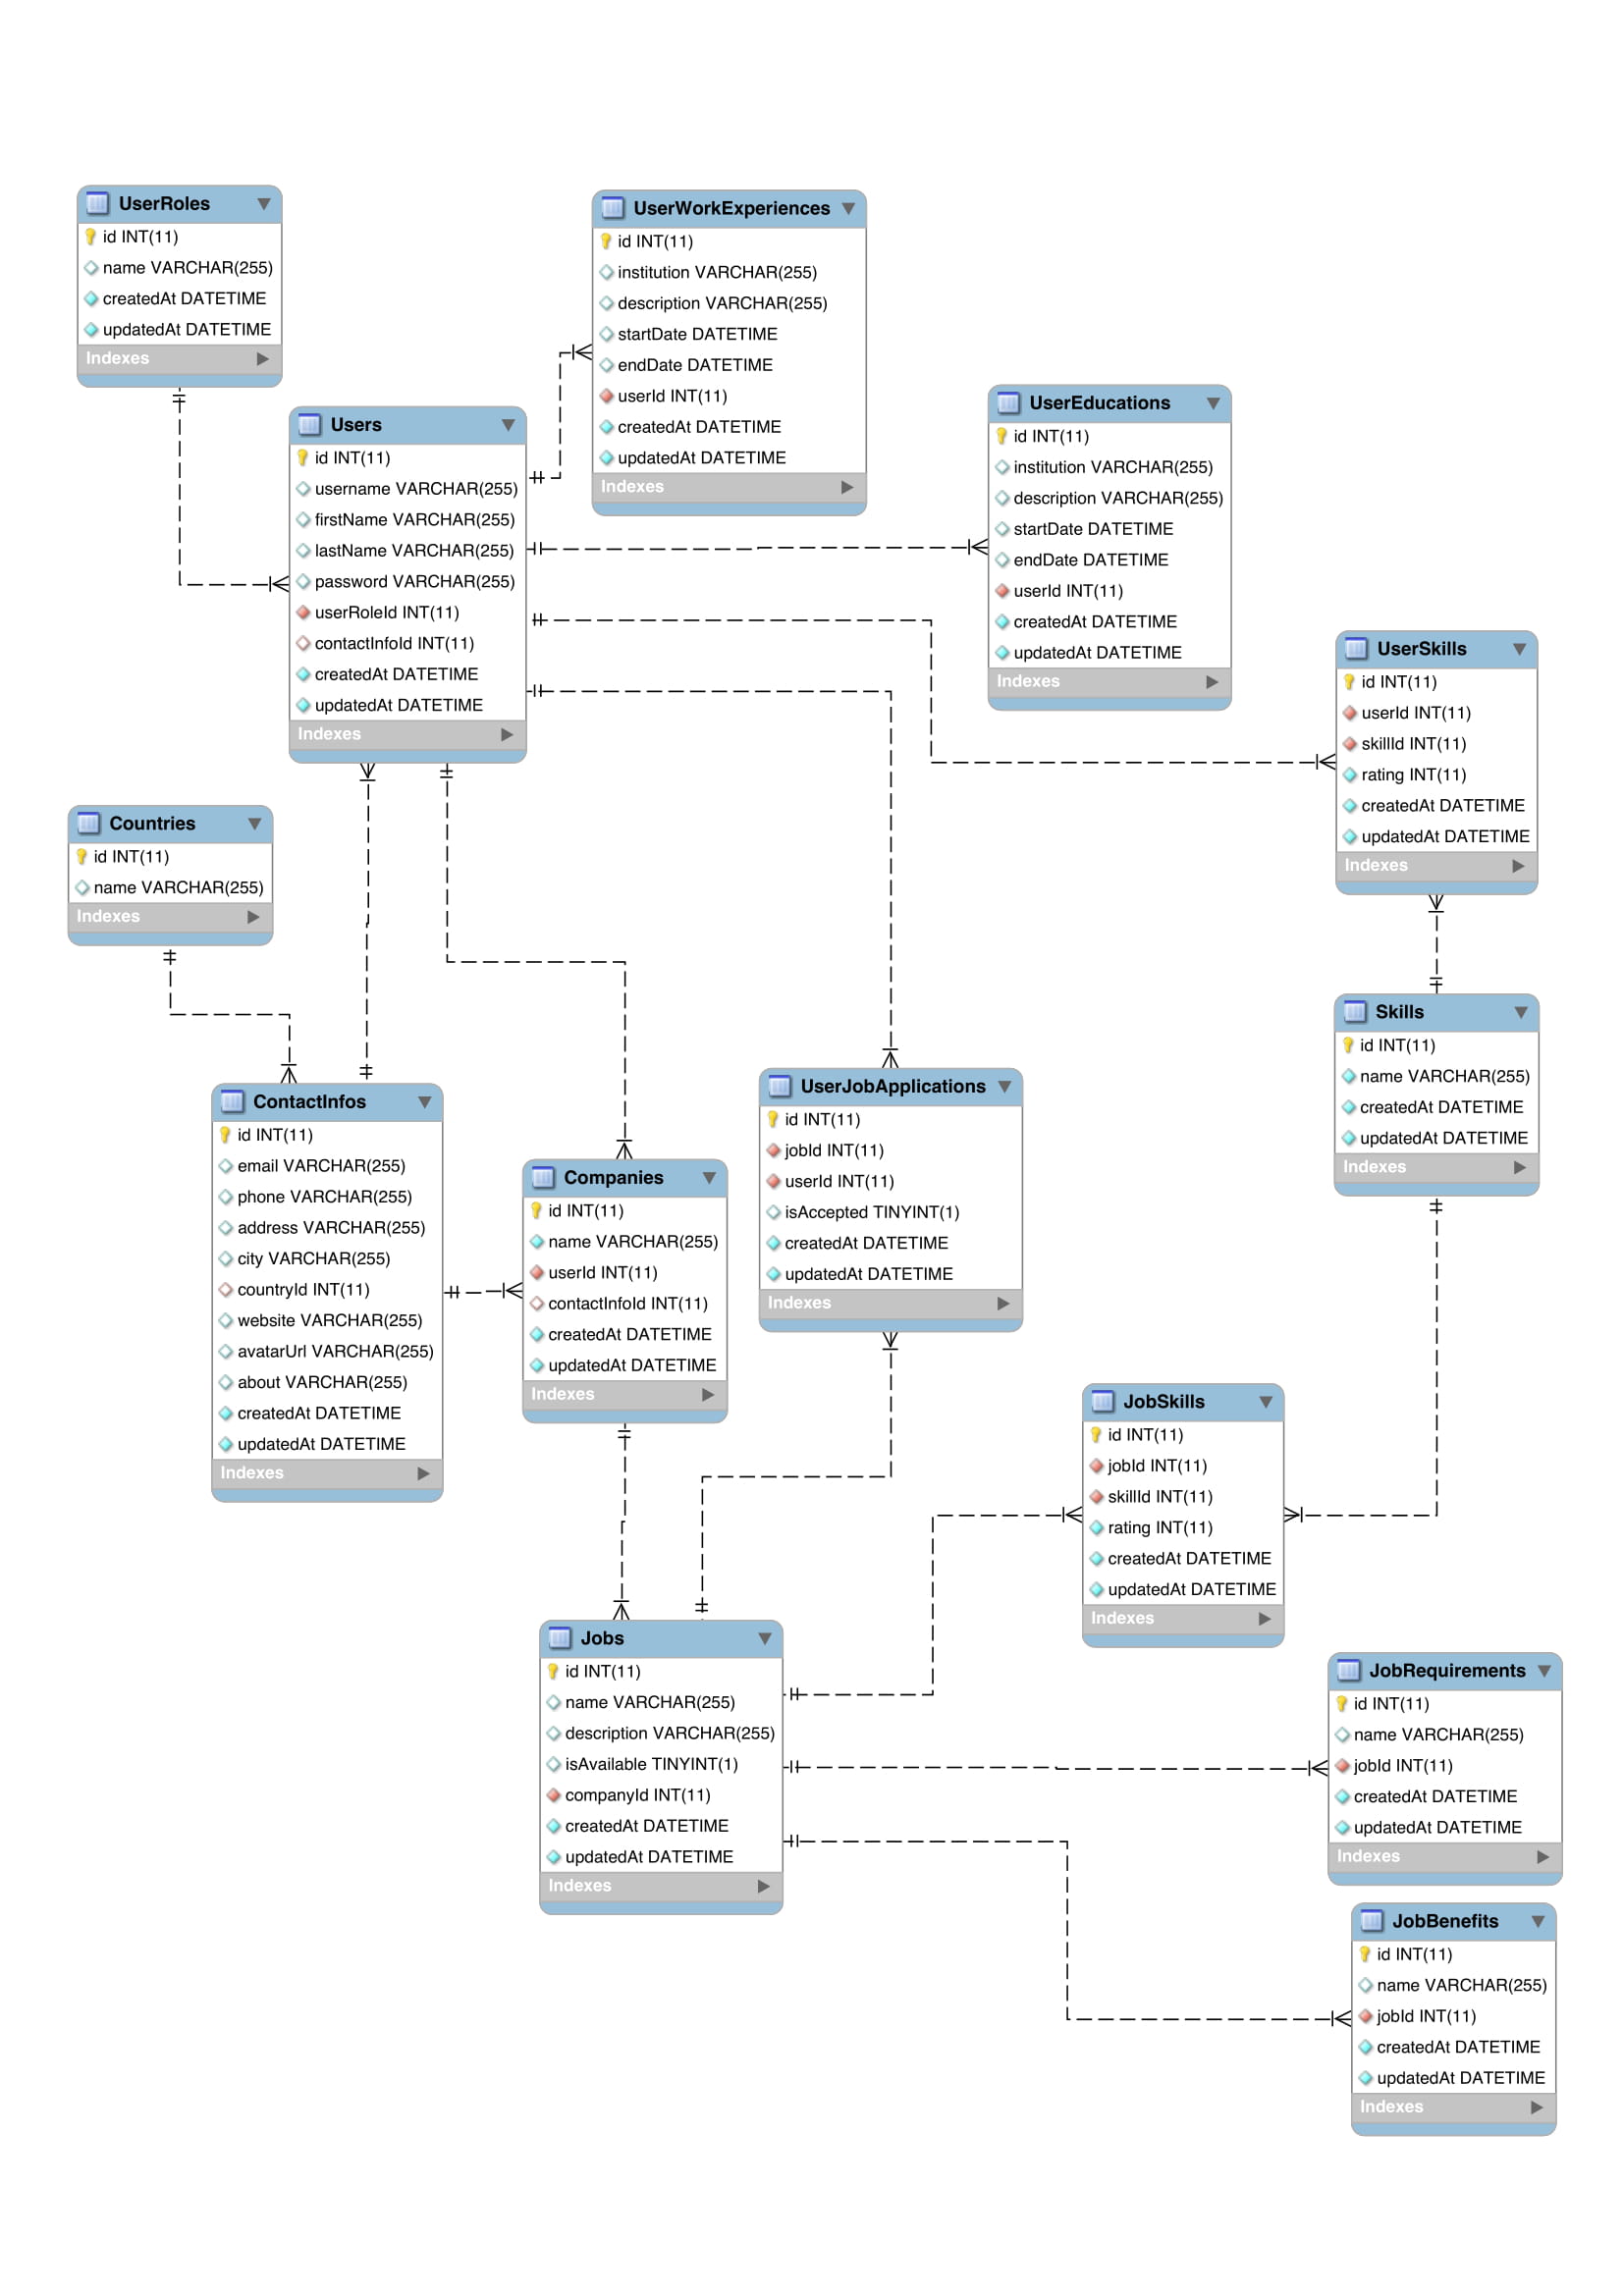 UserRoles
id INT(11)
name VARCHAR(255)
createdAt DATETIME
updatedAt DATETIME
Indexes
UserWorkExperiences
id INT(11)
institution VARCHAR(255)
description VARCHAR(255)
startDate DATETIME
endDate DATETIME
userId INT(11)
createdAt DATETIME
updatedAt DATETIME
Indexes
Users
id INT(11)
username VARCHAR(255)
firstName VARCHAR(255)
lastName VARCHAR(255)
password VARCHAR(255)
userRoleId INT(11)
contactInfoId INT(11)
createdAt DATETIME
updatedAt DATETIME
Indexes
UserEducations
id INT(11)
institution VARCHAR(255)
description VARCHAR(255)
startDate DATETIME
endDate DATETIME
userId INT(11)
createdAt DATETIME
updatedAt DATETIME
Indexes
UserSkills
id INT(11)
userId INT(11)
skillId INT(11)
rating INT(11)
createdAt DATETIME
updatedAt DATETIME
Indexes
Countries
id INT(11)
name VARCHAR(255)
Indexes
Skills
id INT(11)
name VARCHAR(255)
createdAt DATETIME
updatedAt DATETIME
Indexes
ContactInfos
id INT(11)
email VARCHAR(255)
phone VARCHAR(255)
address VARCHAR(255)
city VARCHAR(255)
countryId INT(11)
website VARCHAR(255)
avatarUrl VARCHAR(255)
about VARCHAR(255)
createdAt DATETIME
updatedAt DATETIME
Indexes
Companies
id INT(11)
name VARCHAR(255)
userId INT(11)
contactInfoId INT(11)
createdAt DATETIME
updatedAt DATETIME
Indexes
UserJobApplications
id INT(11)
jobId INT(11)
userId INT(11)
isAccepted TINYINT(1)
createdAt DATETIME
updatedAt DATETIME
Indexes
JobSkills
id INT(11)
jobId INT(11)
skillId INT(11)
rating INT(11)
createdAt DATETIME
updatedAt DATETIME
Indexes
Jobs
id INT(11)
name VARCHAR(255)
description VARCHAR(255)
isAvailable TINYINT(1)
companyId INT(11)
createdAt DATETIME
updatedAt DATETIME
Indexes
JobRequirements
id INT(11)
name VARCHAR(255)
jobId INT(11)
createdAt DATETIME
updatedAt DATETIME
Indexes
JobBenefits
id INT(11)
name VARCHAR(255)
jobId INT(11)
createdAt DATETIME
updatedAt DATETIME
Indexes